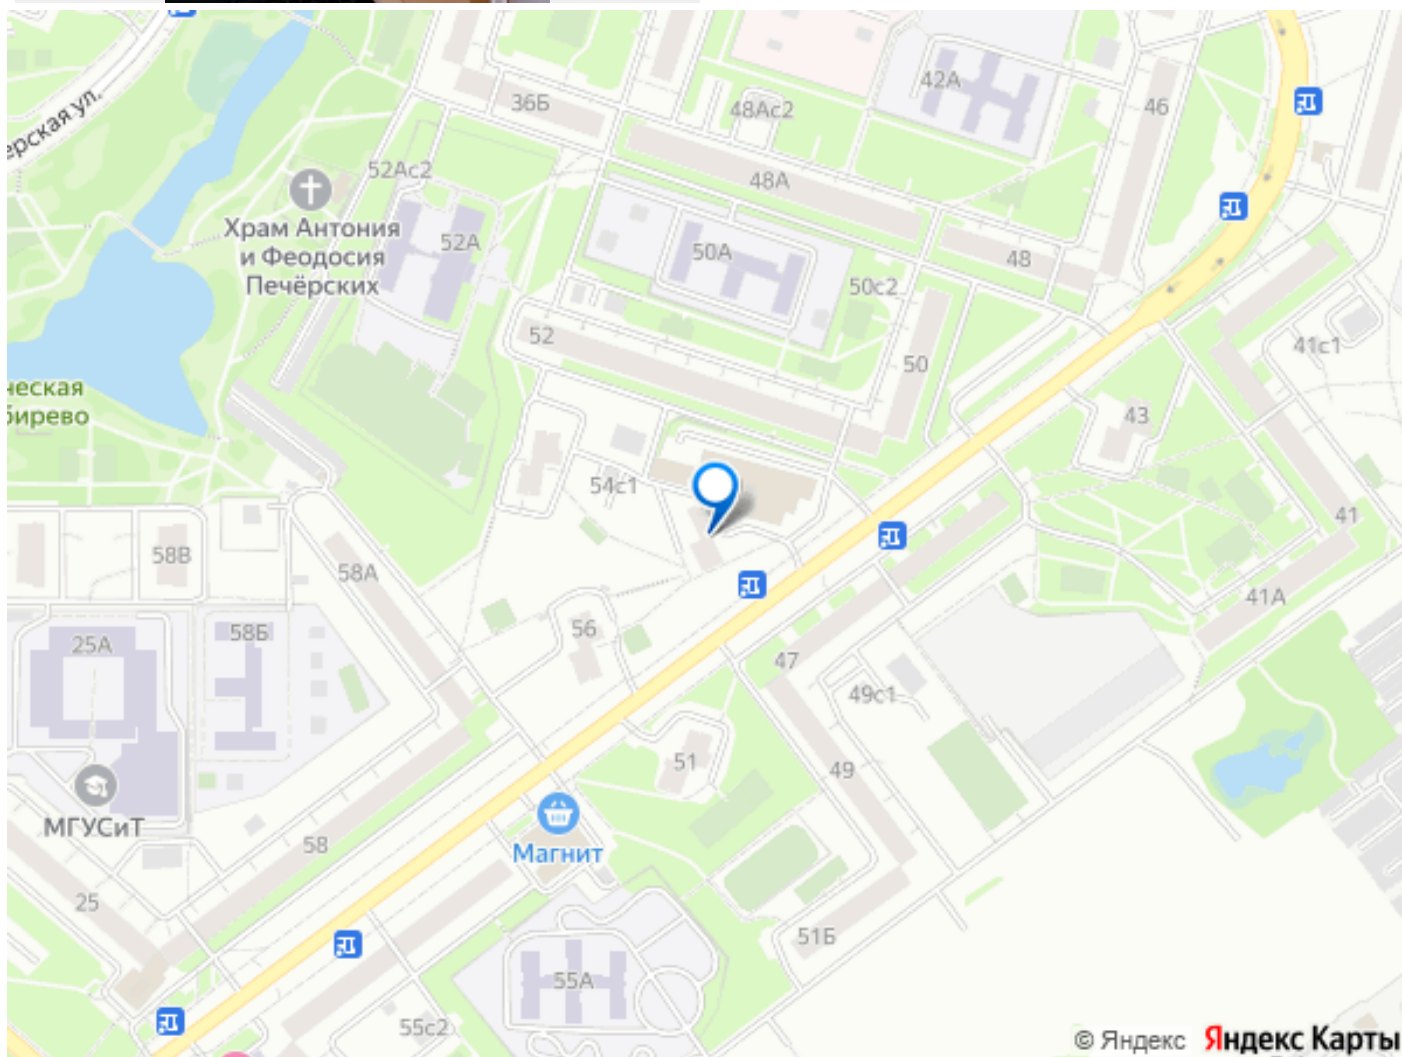 ерская ул.
42А
46
36Б
48Ас2
52Ас2
48А
Храм Антония
и Феодосия
Печёрских
52А
50А
48
50с2
52
50
41с1
ческая
бирево
43
54с1
41
58В
58А
41А
58Б
56
25А
47
49с1
51
49
МГУСиТ
Магнит
58
25
51Б
55А
55с2
© Яндекс Яндекс Карты